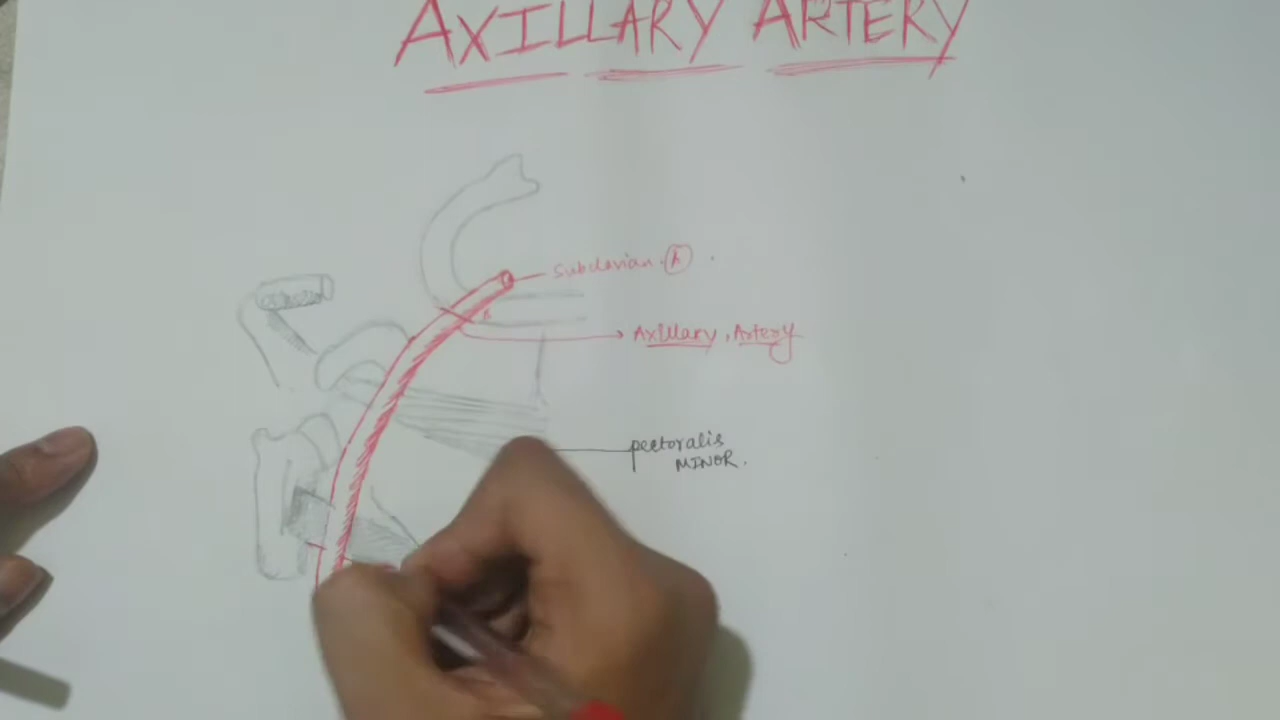 AXILLARY ARTERY
Subclavian. A .
Axillary, Artery
pectoralis
MINOR.